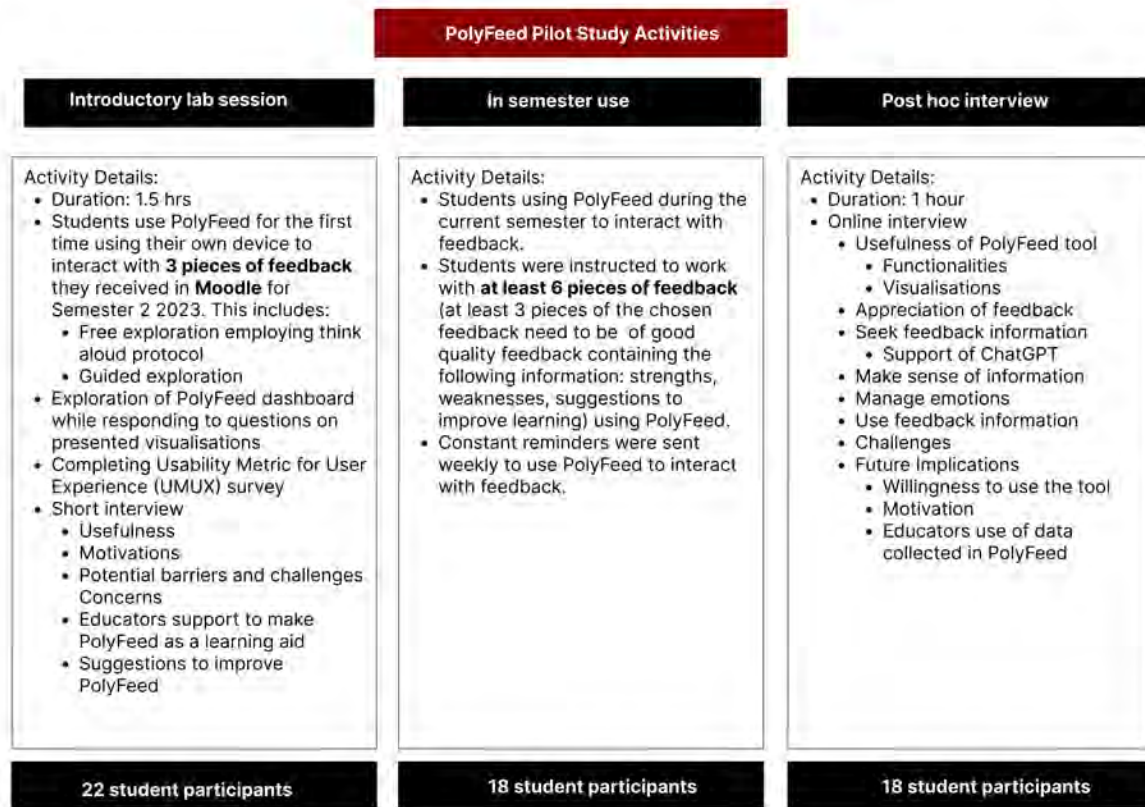 PolyFeed Pilot Study Activities
Introductory lab session
Activity Details:
• Duration: 1.5 hrs
• Students use PolyFeed for the first
time using their own device to
interact with 3 pieces of feedback
they received in Moodle for
Semester 2 2023. This includes:
• Free exploration employing think
aloud protocol
• Guided exploration
• Exploration of PolyFeed dashboard
while responding to questions on
presented visualisations
• Completing Usability Metric for User
Experience (UMUX) survey
• Short interview
• Usefulness
• Motivations
• Potential barriers and challenges
Concerns
• Educators support to make
PolyFeed as a learning aid
• Suggestions to improve
PolyFeed
22 student participants
In semester use
Activity Details:
• Students using PolyFeed during the
current semester to interact with
feedback.
• Students were instructed to work
with at least 6 pieces of feedback
(at least 3 pieces of the chosen
feedback need to be of good
quality feedback containing the
following information: strengths,
weaknesses, suggestions to
improve learning) using PolyFeed.
• Constant reminders were sent
weekly to use PolyFeed to interact
with feedback.
18 student participants
Post hoc interview
Activity Details:
• Duration: 1 hour
• Online interview
• Usefulness of PolyFeed tool
• Functionalities
• Visualisations
• Appreciation of feedback
• Seek feedback information
• Support of ChatGPT
• Make sense of information
• Manage emotions
• Use feedback information
• Challenges
• Future Implications
• Willingness to use the tool
• Motivation
• Educators use of data
collected in PolyFeed
18 student participants